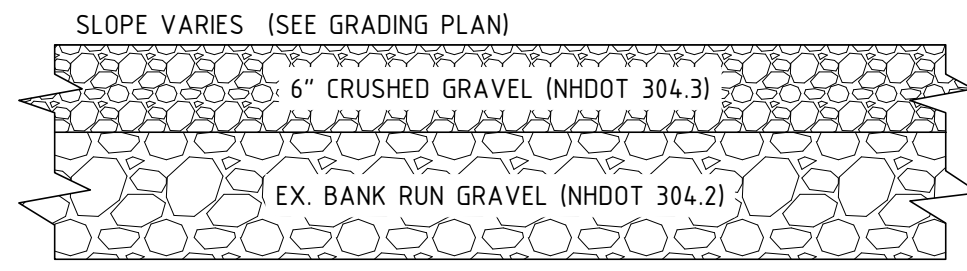 SLOPE VARIES (SEE GRADING PLAN)
6" CRUSHED GRAVEL (NHDOT 304.3)
EX. BANK RUN GRAVEL (NHDOT 304.2)